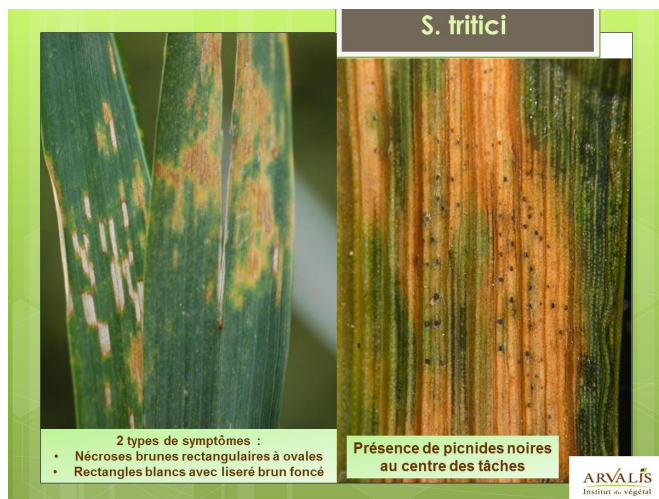 S. tritici
2 types de symptômes :
• Nécroses brunes rectangulaires à ovales
• Rectangles blancs avec liseré brun foncé
Présence de picnides noires
au centre des tâches
ARVALIS
Institut du végétal